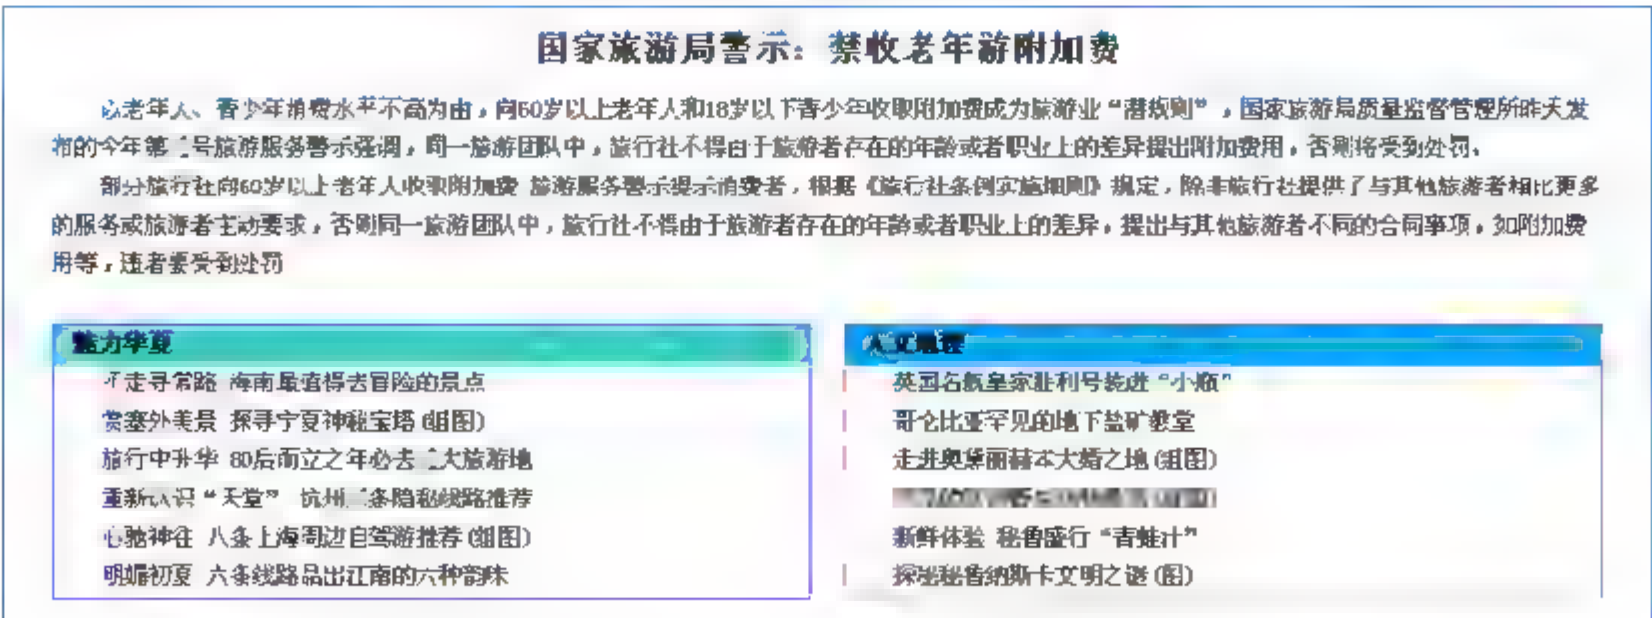 国家旅游局警示：禁收老年游附加费
以老年人、青少年消费水平不高为由，向60岁以上老年人和18岁以下青少年收取附加费成为旅游业“潜规则”，国家旅游局质量监督管理所昨天发
布的今年第二号旅游服务警示强调，同一旅游团队中，旅行社不得由于旅游者存在的年龄或者职业上的差异提出附加费用，否则将受到处罚。
部分旅行社向60岁以上老年人收取附加费 旅游服务警示提示消费者，根据《旅行社条例实施细则》规定，除非旅行社提供了与其他旅游者相比更多
的服务或旅游者主动要求，否则同一旅游团队中，旅行社不得由于旅游者存在的年龄或者职业上的差异，提出与其他旅游者不同的合同事项，如附加费
用等，违者要受到处罚
魅力华夏
人文地理
不走寻常路 海南最值得去冒险的景点
英国名航皇家胜利号装进“小瓶”
赏塞外美景 探寻宁夏神秘宝塔(组图)
哥伦比亚罕见的地下盐矿教堂
旅行中升华 80后而立之年必去 大旅游地
走进奥黛丽赫本大婚之地(组图)
重新认识“天堂” 杭州 条隐秘线路推荐
心驰神往 八条上海周边自驾游推荐(组图)
新鲜体验 秘鲁盛行“青蛙汁”
明媚初夏 六条线路品出江南的六种韵味
探秘秘鲁纳斯卡文明之谜(图)